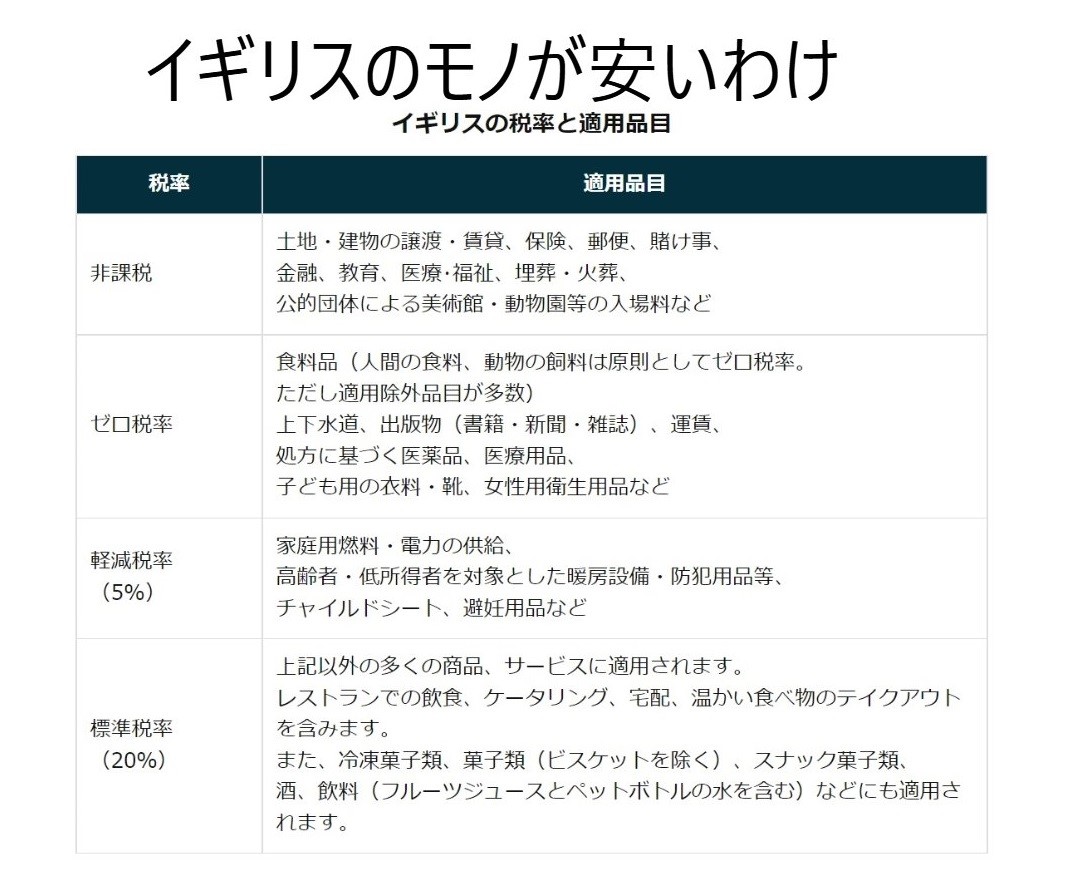 イギリスのモノが安いわけ
イギリスの税率と適用品目
税率
適用品目
非課税
土地・建物の譲渡・賃貸、保険、郵便、賭け事、
金融、教育、医療･福祉、埋葬・火葬、
公的団体による美術館・動物園等の入場料など
ゼロ税率
食料品（人間の食料、動物の飼料は原則としてゼロ税率。
ただし適用除外品目が多数）
上下水道、出版物（書籍・新聞・雑誌）、運賃、
処方に基づく医薬品、医療用品、
子ども用の衣料・靴、女性用衛生用品など
軽減税率
（5%）
家庭用燃料・電力の供給、
高齢者・低所得者を対象とした暖房設備・防犯用品等、
チャイルドシート、避妊用品など
標準税率
（20%）
上記以外の多くの商品、サービスに適用されます。
レストランでの飲食、ケータリング、宅配、温かい食べ物のテイクアウト
を含みます。
また、冷凍菓子類、菓子類（ビスケットを除く）、スナック菓子類、
酒、飲料（フルーツジュースとペットボトルの水を含む）などにも適用さ
れます。